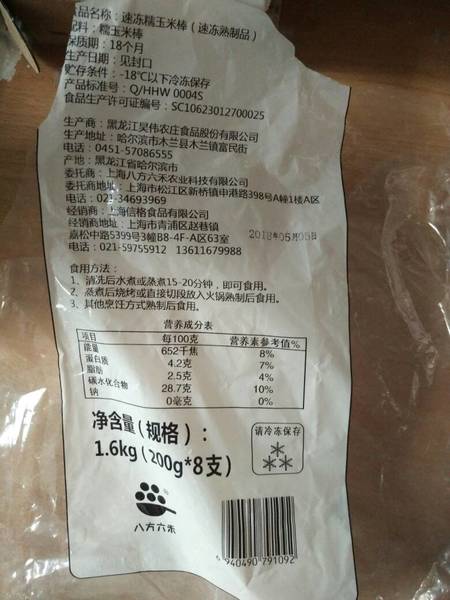 品名称：速冻糯玉米棒（速冻熟制品）
配料：糯玉米棒
保质期：18个月
生产日期：见封口
贮存条件：-18℃以下冷冻保存
产品标准号：Q/HHW 0004S
食品生产许可证编号：SC10623012700025
生产商：黑龙江昊伟农庄食品股份有限公司
生产地址：哈尔滨市木兰县木兰镇富民街
电话：0451-57086555
产地：黑龙江省哈尔滨市
委托商：上海八方六禾农业科技有限公司
委托商地址：上海市松江区新桥镇申港路398号A幢1楼A区
电话：021-34693969
经销商：上海信格食品有限公司
经销商地址：上海市青浦区赵巷镇
嘉松中路5399号3幢B8-4F-A区63室
2018年05月05日
电话：021-59755912 13611679988
食用方法：
1、清洗后水煮或蒸煮15-20分钟，即可食用。
2、蒸煮后烧烤或直接切段放入火锅熟制后食用。
3、其他烹饪方式熟制后食用。
营养成分表
项目 每100克 营养素参考值%
能量 652千焦 8%
蛋白质 4.2克 7%
脂肪 2.5克 4%
碳水化合物 28.7克 10%
钠 0毫克 0%
净含量（规格）：
1.6kg（200g*8支）
请冷冻保存
八方六禾
6 940490 791092